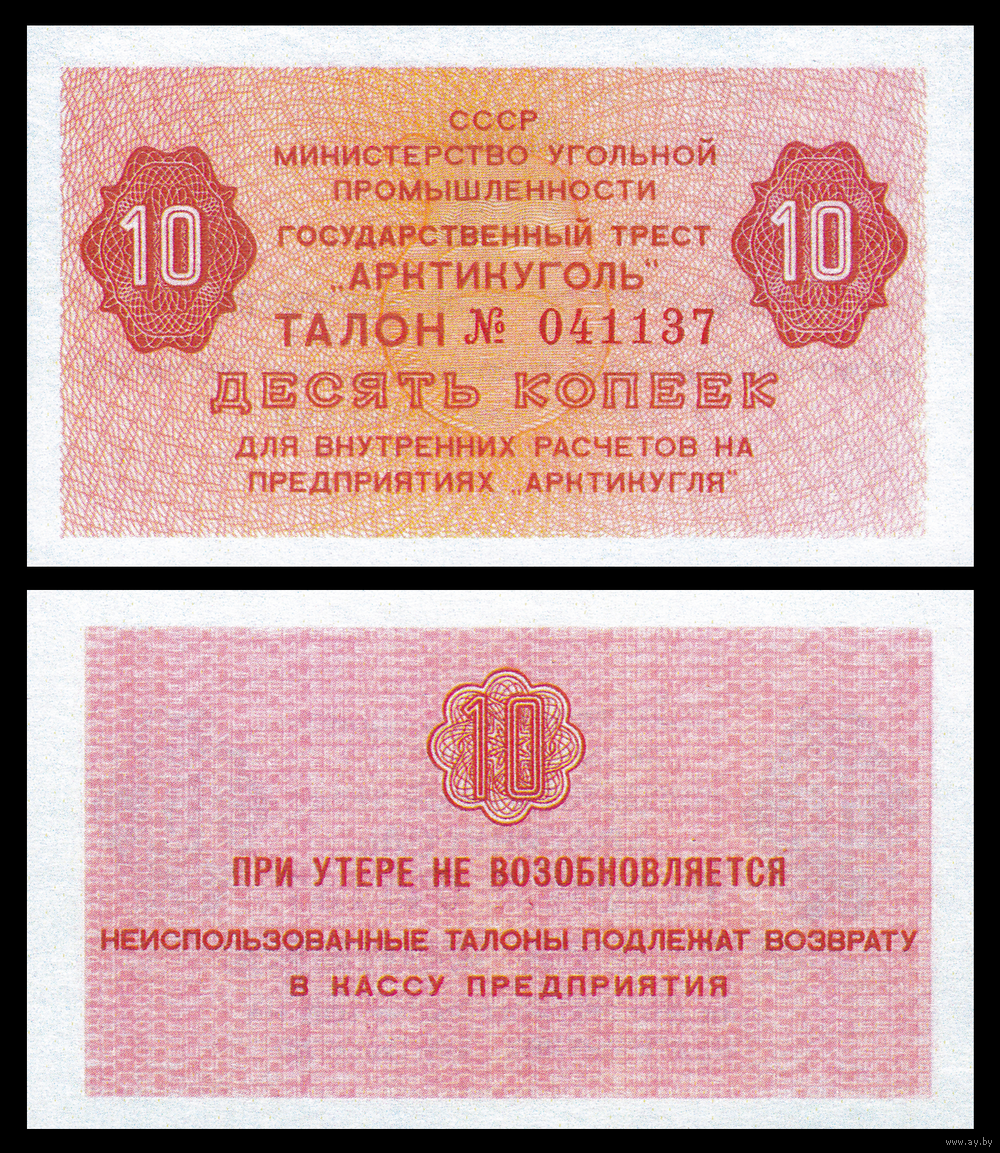 СССР
МИНИСТЕРСТВО УГОЛЬНОЙ
ПРОМЫШЛЕННОСТИ
ГОСУДАРСТВЕННЫЙ ТРЕСТ
„АРКТИКУГОЛЬ“
10
10
ТАЛОН № 041137
ДЕСЯТЬ КОПЕЕК
ДЛЯ ВНУТРЕННИХ РАСЧЕТОВ НА
ПРЕДПРИЯТИЯХ „АРКТИКУГЛЯ“
10
ПРИ УТЕРЕ НЕ ВОЗОБНОВЛЯЕТСЯ
НЕИСПОЛЬЗОВАННЫЕ ТАЛОНЫ ПОДЛЕЖАТ ВОЗВРАТУ
В КАССУ ПРЕДПРИЯТИЯ
www.ay.by